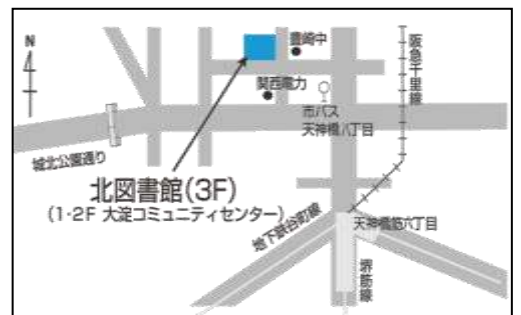 N
豊崎中
関西電力
阪急千里線
市バス
天神橋八丁目
城北公園通り
北図書館(3F)
(1・2F 大淀コミュニティセンター)
地下鉄谷町線
天神橋筋六丁目
堺筋線